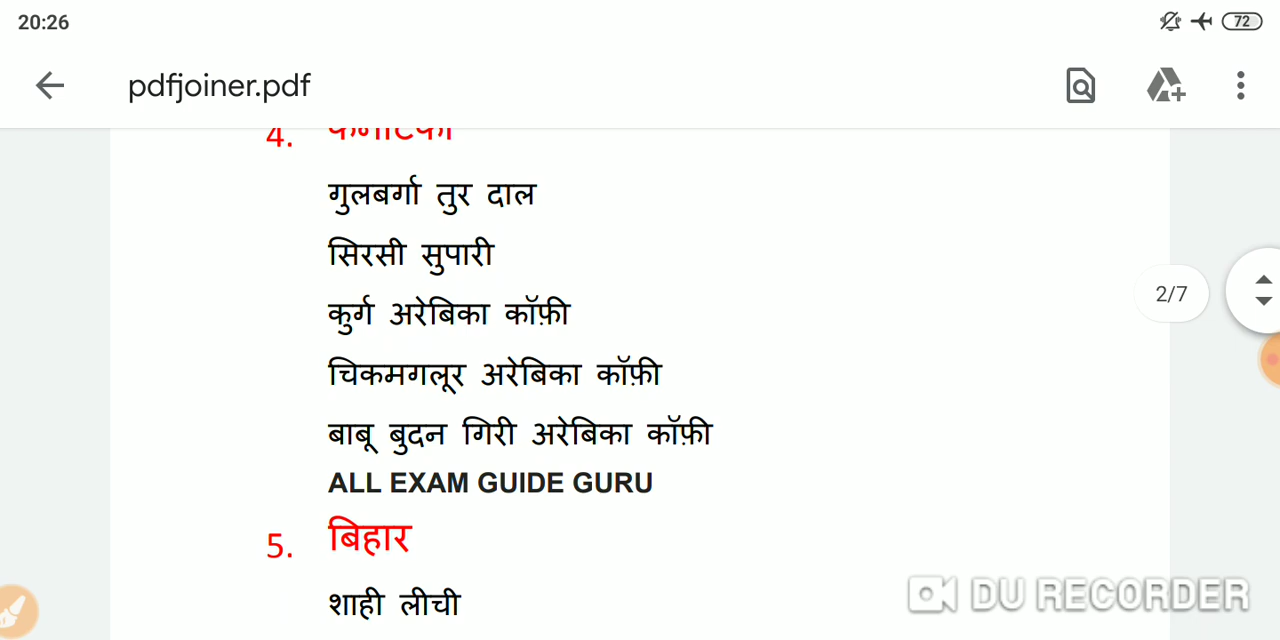 20:26
72
pdfjoiner.pdf
4.
गुलबर्गा तुर दाल
सिरसी सुपारी
कुर्ग अरेबिका कॉफ़ी
2/7
चिकमगलूर अरेबिका कॉफ़ी
बाबू बुदन गिरी अरेबिका कॉफ़ी
ALL EXAM GUIDE GURU
5. बिहार
शाही लीची
DU RECORDER